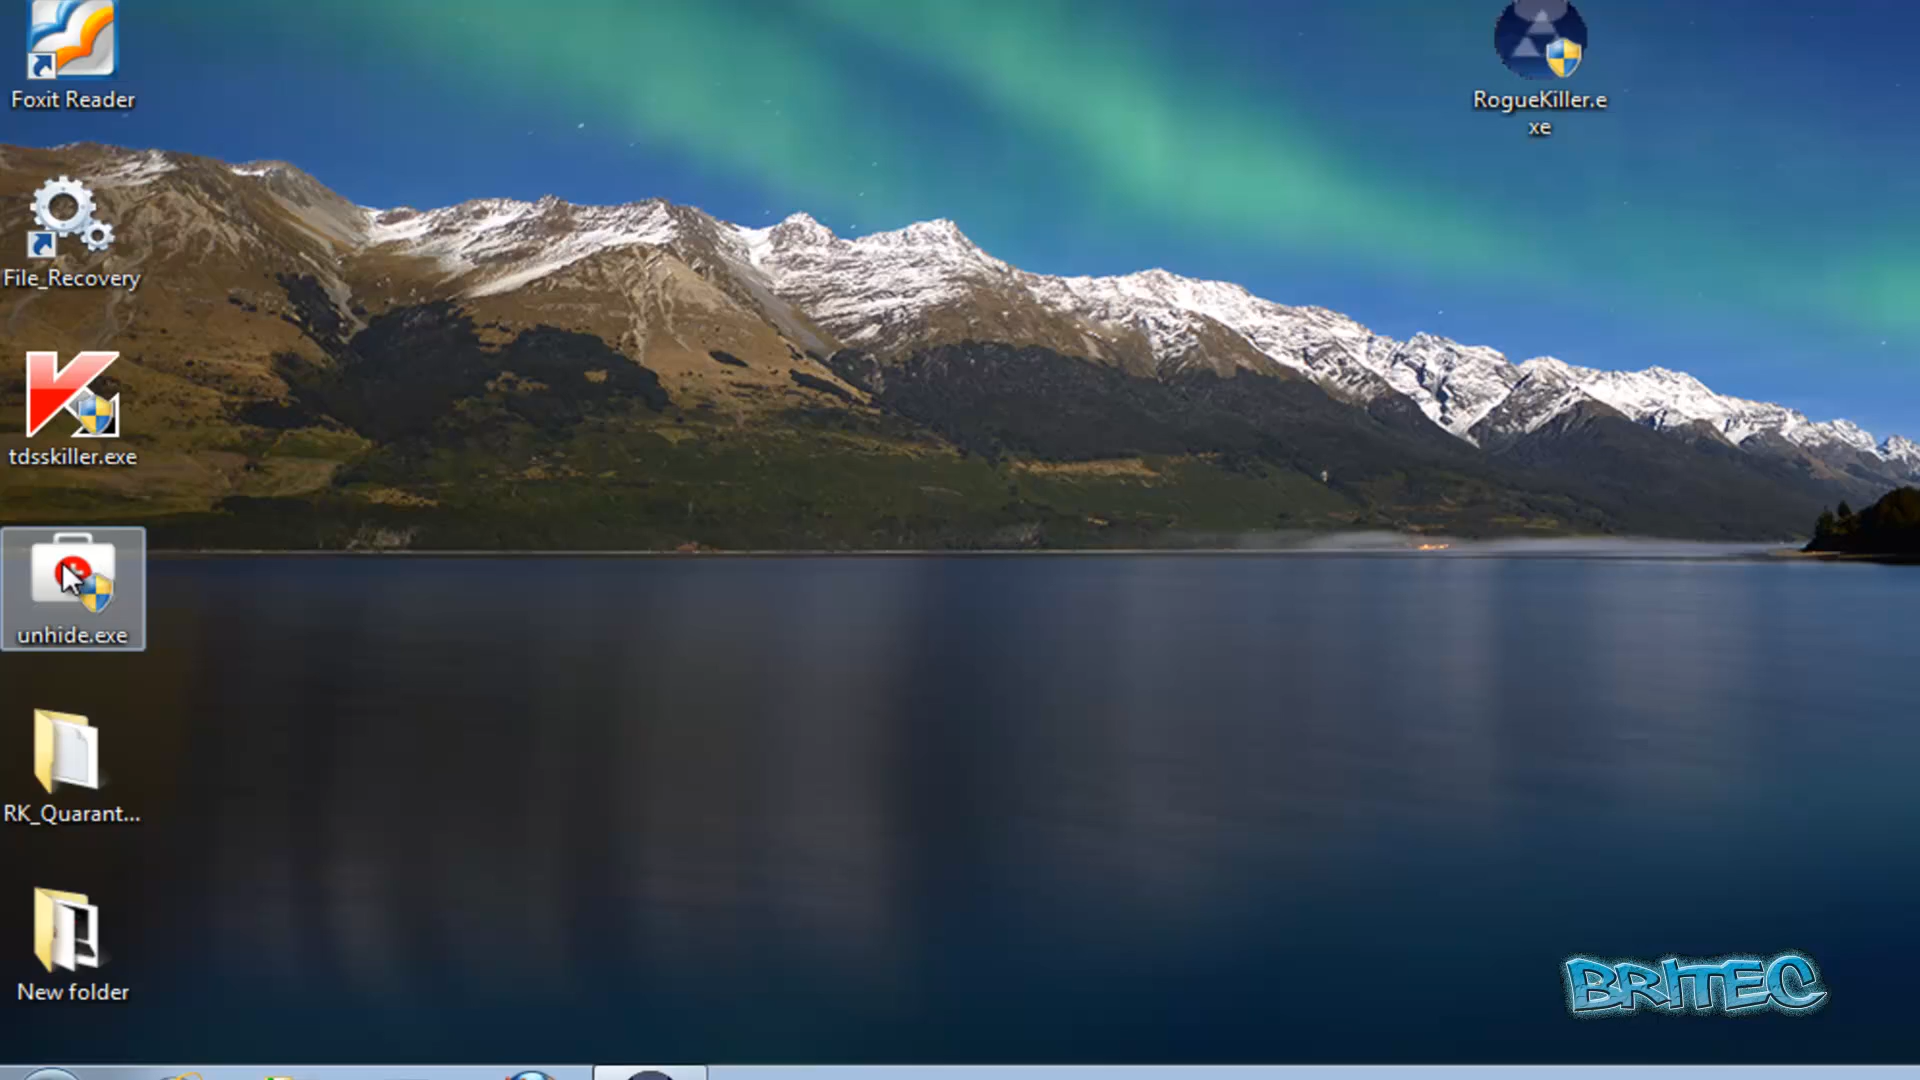 Foxit Reader
RogueKiller.e
xe
File_Recovery
tdsskiller.exe
unhide.exe
RK_Quarant...
New folder
BRITEC